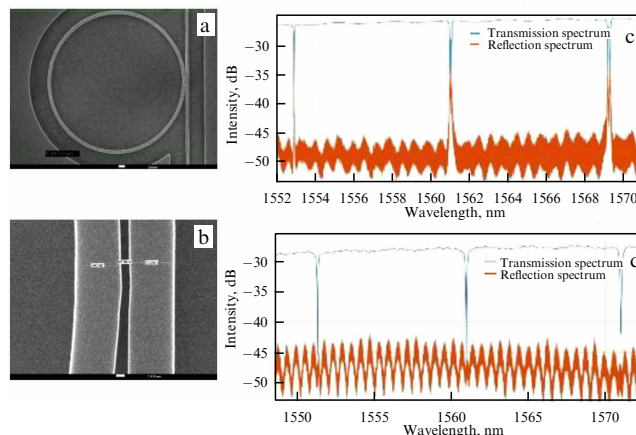 a
b
c
−25
−30
−35
−40
−45
−50
Intensity, dB
Transmission spectrum
Reflection spectrum
1552 1554 1556 1558 1560 1562 1564 1566 1568 1570
Wavelength, nm
−25
−30
−35
−40
−45
−50
Intensity, dB
Transmission spectrum
Reflection spectrum
1550 1555 1560 1565 1570
Wavelength, nm